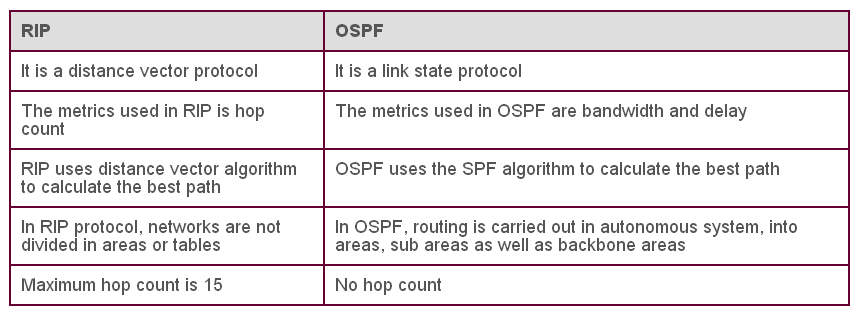 RIP
OSPF
It is a distance vector protocol
It is a link state protocol
The metrics used in RIP is hop
count
The metrics used in OSPF are bandwidth and delay
RIP uses distance vector algorithm
to calculate the best path
OSPF uses the SPF algorithm to calculate the best path
In RIP protocol, networks are not
divided in areas or tables
In OSPF, routing is carried out in autonomous system, into
areas, sub areas as well as backbone areas
Maximum hop count is 15
No hop count